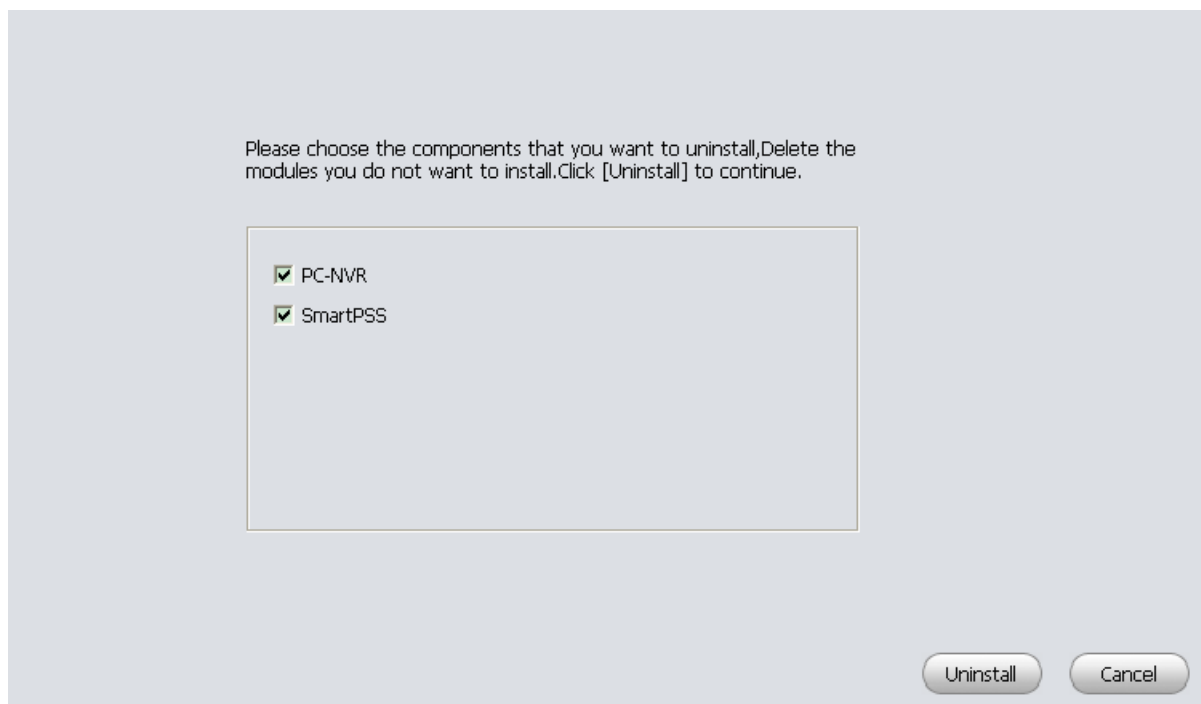 Please choose the components that you want to uninstall,Delete the
modules you do not want to install.Click [Uninstall] to continue.
PC-NVR
SmartPSS
Uninstall
Cancel